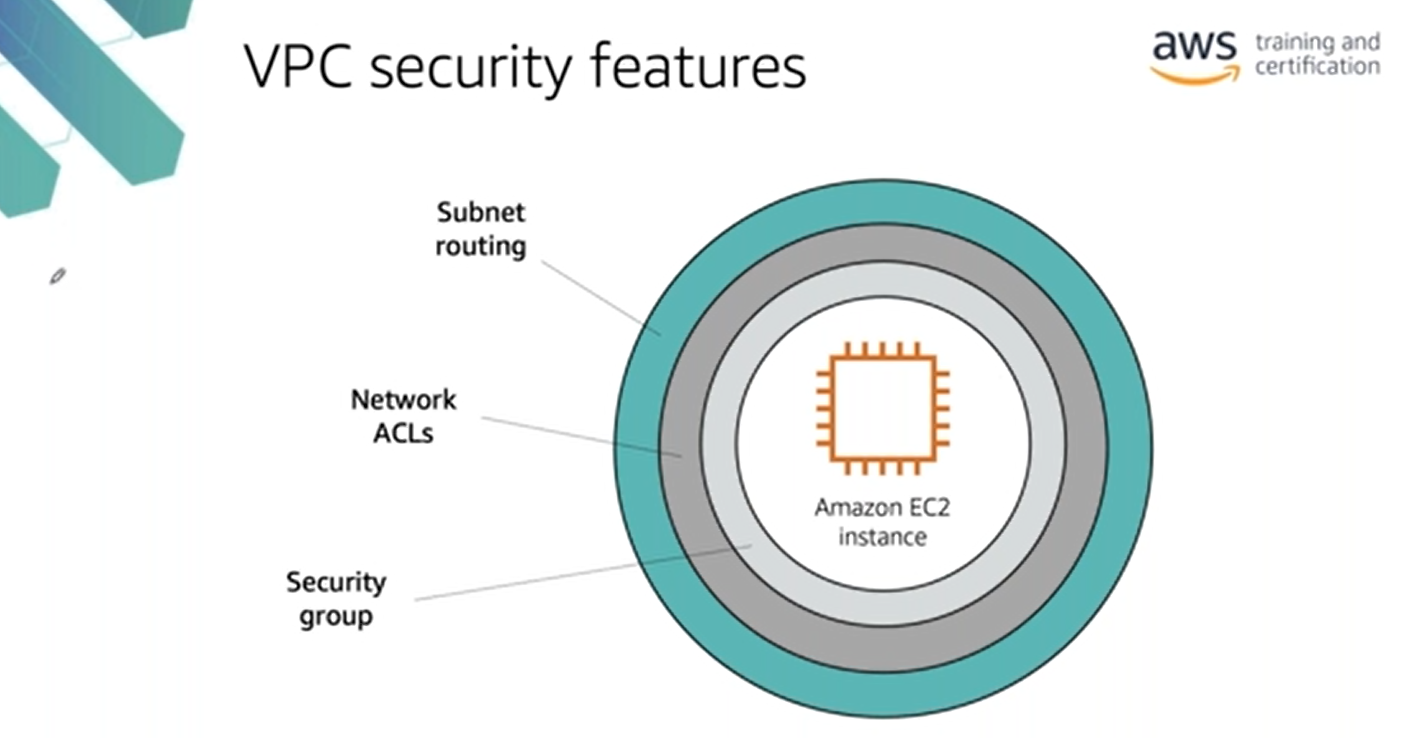 VPC security features
aws
training and
certification
Subnet
routing
Network
ACLs
Security
group
Amazon EC2
instance